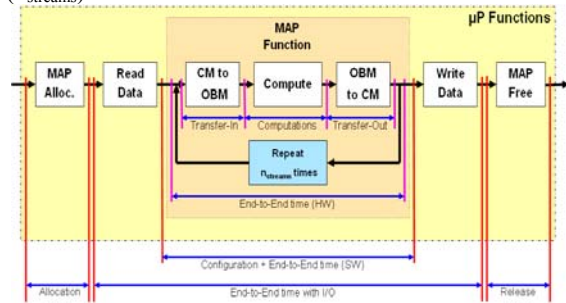 streams)
µP Functions
MAP
Function
MAP
Alloc.
Read
Data
CM to
OBM
Compute
OBM
to CM
Write
Data
MAP
Free
Transfer-In
Computations
Transfer-Out
Repeat
n_streams times
End-to-End time (HW)
Configuration + End-to-End time (SW)
Allocation
End-to-End time with I/O
Release